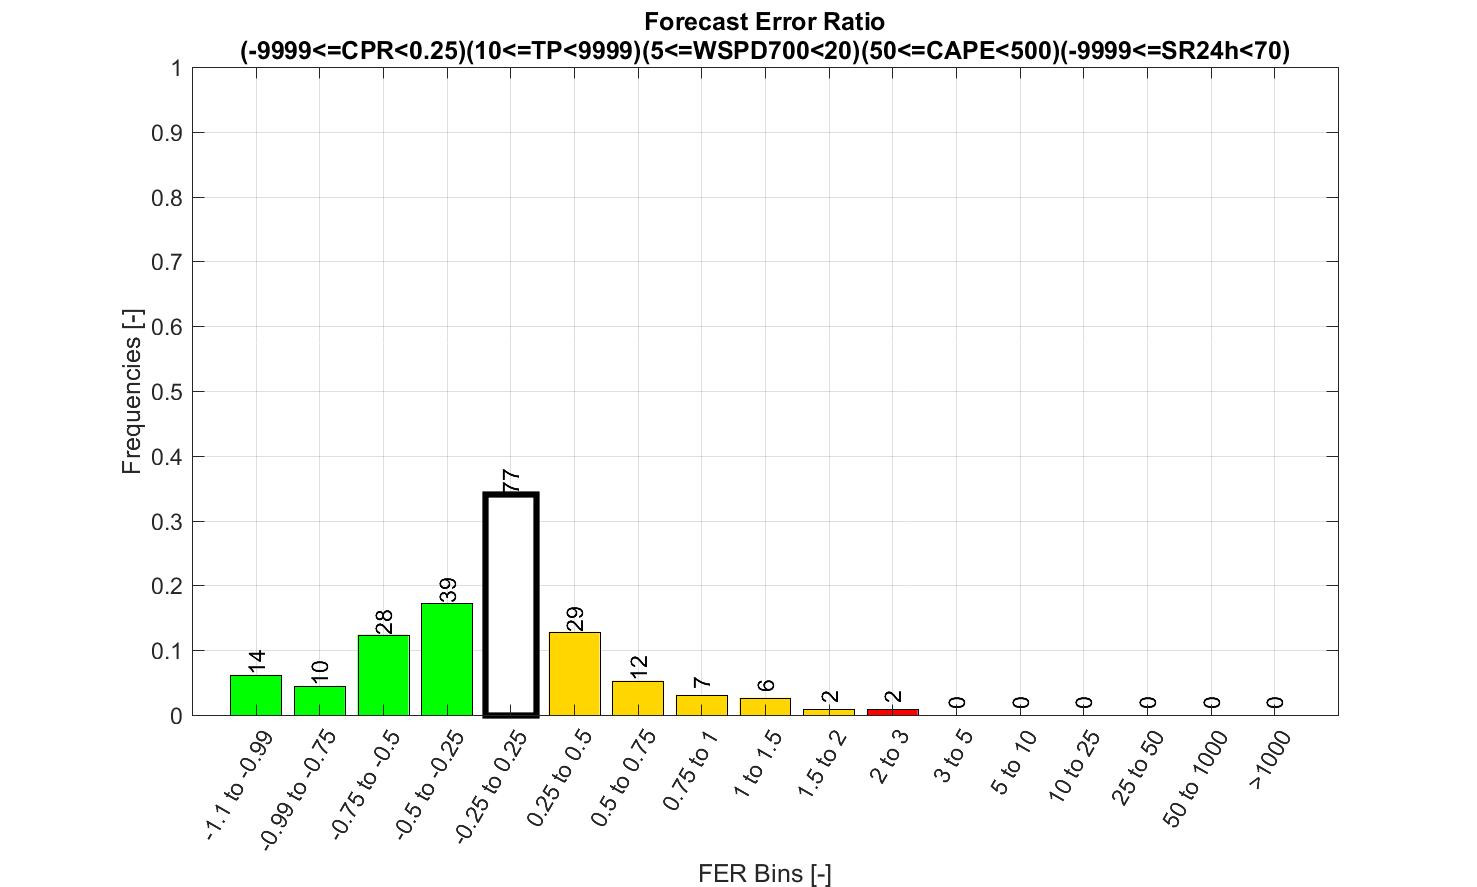 Forecast Error Ratio
(-9999<=CPR<0.25)(10<=TP<9999)(5<=WSPD700<20)(50<=CAPE<500)(-9999<=SR24h<70)
1
0.9
0.8
0.7
0.6
0.5
0.4
0.3
0.2
0.1
0
Frequencies [-]
14
10
28
39
77
29
12
7
6
2
2
0
0
0
0
0
0
-1.1 to -0.99
-0.99 to -0.75
-0.75 to -0.5
-0.5 to -0.25
-0.25 to 0.25
0.25 to 0.5
0.5 to 0.75
0.75 to 1
1 to 1.5
1.5 to 2
2 to 3
3 to 5
5 to 10
10 to 25
25 to 50
50 to 1000
>1000
FER Bins [-]